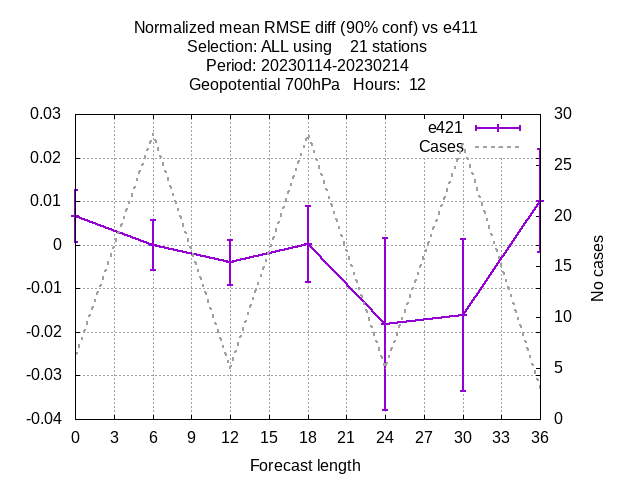 Normalized mean RMSE diff (90% conf) vs e411
Selection: ALL using    21 stations
Period: 20230114-20230214
Geopotential 700hPa   Hours:  12
0.03
0.02
0.01
0
-0.01
-0.02
-0.03
-0.04
30
25
20
15
10
5
0
e421
Cases
No cases
0 3 6 9 12 15 18 21 24 27 30 33 36
Forecast length